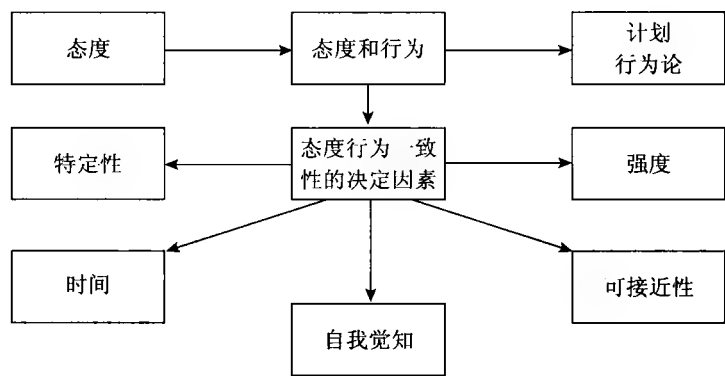 态度
态度和行为
计划
行为论
特定性
态度行为一致
性的决定因素
强度
时间
自我觉知
可接近性